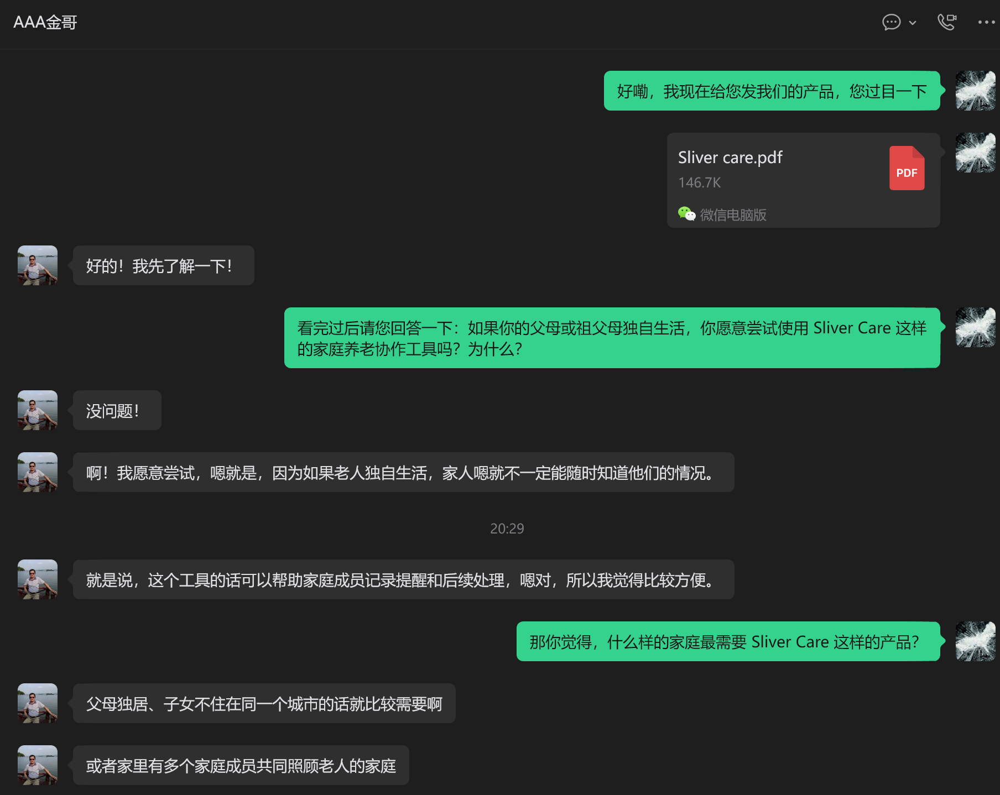 AAA金哥
好嘞，我现在给您发我们的产品，您过目一下
Sliver care.pdf
146.7K
PDF
微信电脑版
好的！我先了解一下！
看完过后请您回答一下：如果你的父母或祖父母独自生活，你愿意尝试使用 Sliver Care 这样
的家庭养老协作工具吗？为什么？
没问题！
啊！我愿意尝试，嗯就是，因为如果老人独自生活，家人嗯就不一定能随时知道他们的情况。
20:29
就是说，这个工具的话可以帮助家庭成员记录提醒和后续处理，嗯对，所以我觉得比较方便。
那你觉得，什么样的家庭最需要 Sliver Care 这样的产品？
父母独居、子女不住在同一个城市的话就比较需要啊
或者家里有多个家庭成员共同照顾老人的家庭